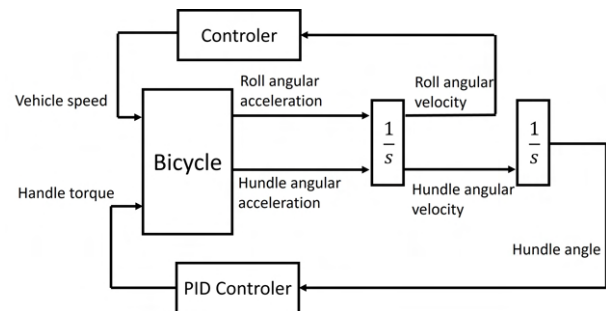 Controler
Roll angular
acceleration
Roll angular
velocity
Vehicle speed
1
s
1
s
Bicycle
Handle torque
Hundle angular
acceleration
Hundle angular
velocity
Hundle angle
PID Controler